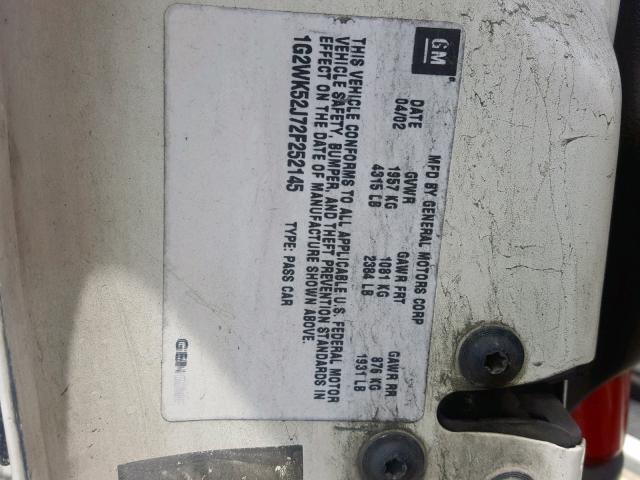 GM
MFD BY GENERAL MOTORS CORP
DATE GVWR GAWR FRT GAWR RR
04/02 1957 KG 1081 KG 876 KG
4315 LB 2384 LB 1931 LB
THIS VEHICLE CONFORMS TO ALL APPLICABLE U.S. FEDERAL MOTOR
VEHICLE SAFETY, BUMPER, AND THEFT PREVENTION STANDARDS IN
EFFECT ON THE DATE OF MANUFACTURE SHOWN ABOVE.
1G2WK52J72F252145 TYPE: PASS CAR